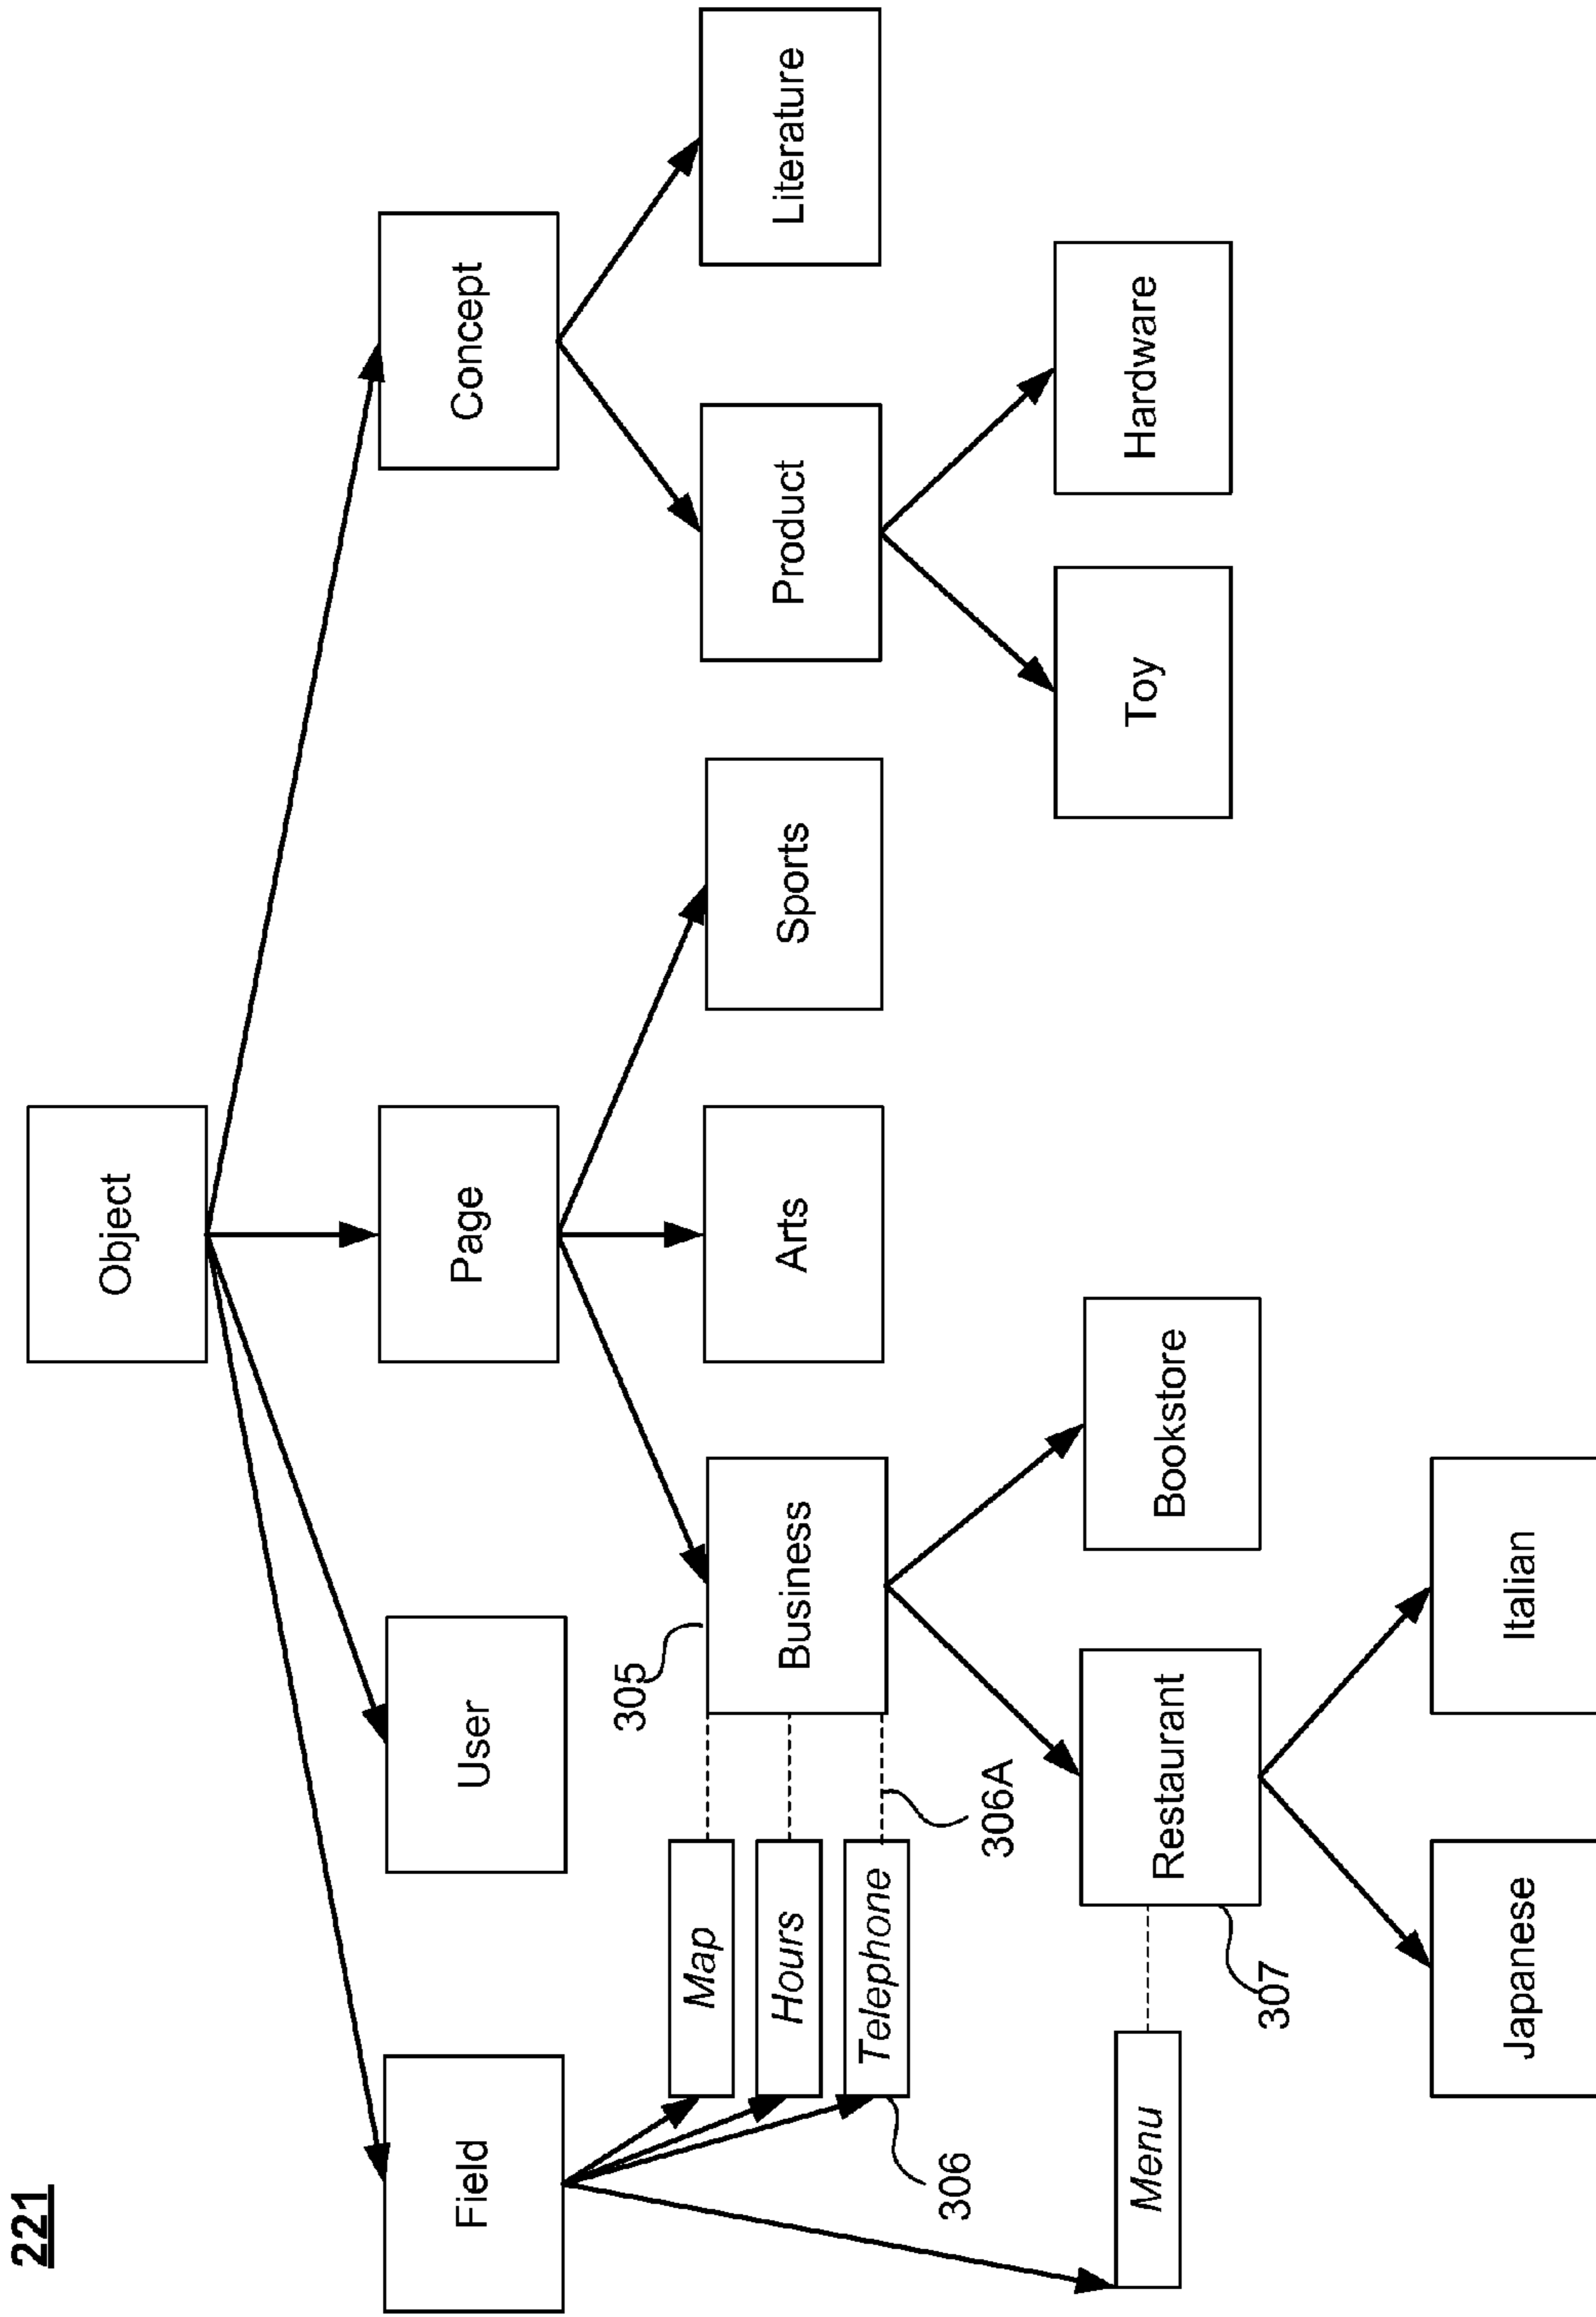 221
Object
Field
User
Page
Concept
305
Map
Hours
Telephone
306
306A
Business
Arts
Sports
Product
Literature
Menu
307
Restaurant
Bookstore
Toy
Hardware
Japanese
Italian